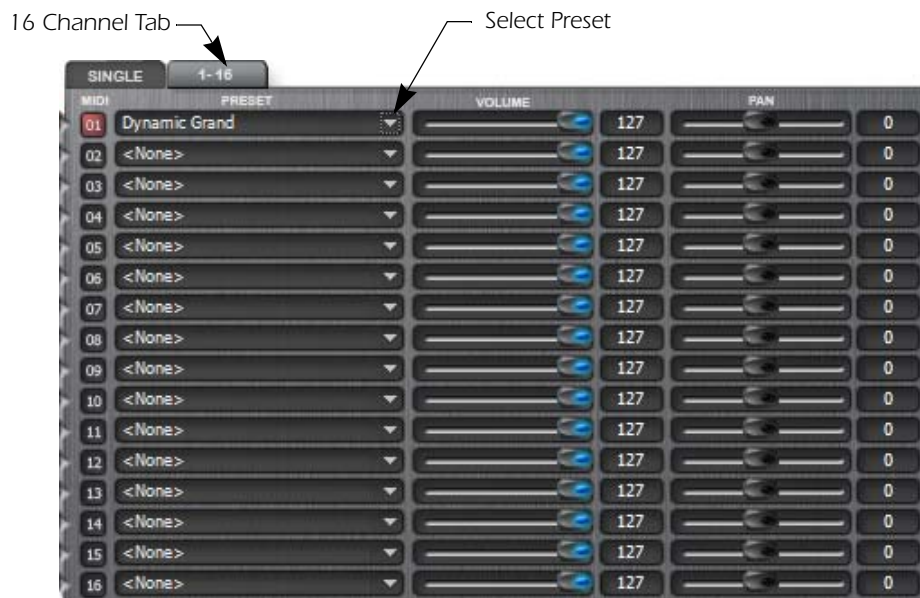 16 Channel Tab
Select Preset
SINGLE 1-16
MIDI PRESET VOLUME PAN
01 Dynamic Grand 127 0
02 <None> 127 0
03 <None> 127 0
04 <None> 127 0
05 <None> 127 0
06 <None> 127 0
07 <None> 127 0
08 <None> 127 0
09 <None> 127 0
10 <None> 127 0
11 <None> 127 0
12 <None> 127 0
13 <None> 127 0
14 <None> 127 0
15 <None> 127 0
16 <None> 127 0